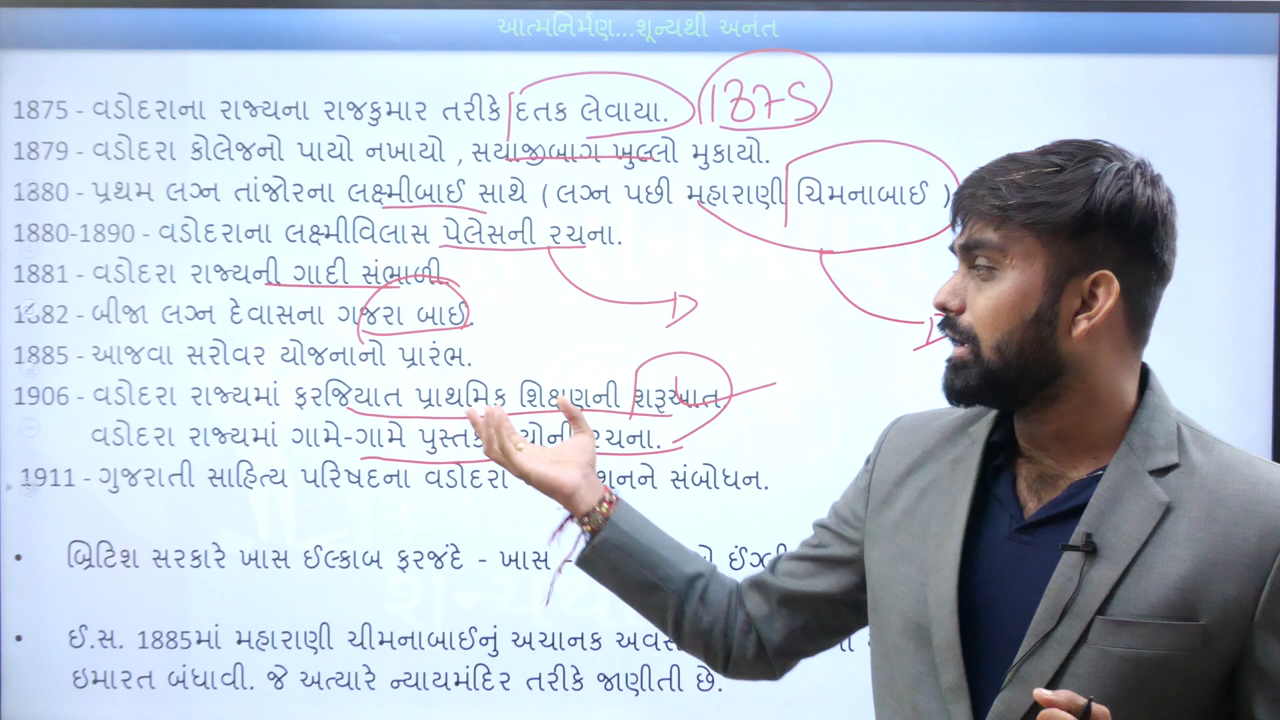 આત્મનિર્મણ...શૂન્યથી અનંત
1875 - વડોદરાના રાજ્યના રાજકુમાર તરીકે દતક લેવાયા. 1875
1879 - વડોદરા કોલેજનો પાયો નખાયો , સયાજીબાગ ખુલ્લો મુકાયો.
1880 - પ્રથમ લગ્ન તાંજોરના લક્ષ્મીબાઈ સાથે ( લગ્ન પછી મહારાણી ચિમનાબાઈ )
1880-1890 - વડોદરાના લક્ષ્મીવિલાસ પેલેસની રચના.
1881 - વડોદરા રાજ્યની ગાદી સંભાળી.
1882 - બીજા લગ્ન દેવાસના ગજરા બાઈ.
1885 - આજવા સરોવર યોજનાનો પ્રારંભ.
1906 - વડોદરા રાજ્યમાં ફરજિયાત પ્રાથમિક શિક્ષણની શરૂઆત
વડોદરા રાજ્યમાં ગામે-ગામે રચના.
1911 - ગુજરાતી સાહિત્ય પરિષદના વડોદરા સંબોધન.
• બ્રિટિશ સરકારે ખાસ ઈલ્કાબ ફરજંદે - ખાસ -
• ઈ.સ. 1885માં મહારાણી ચીમનાબાઈનું અચાનક
ઇમારત બંધાવી. જે અત્યારે ન્યાયમંદિર તરીકે જાણીતી છે.